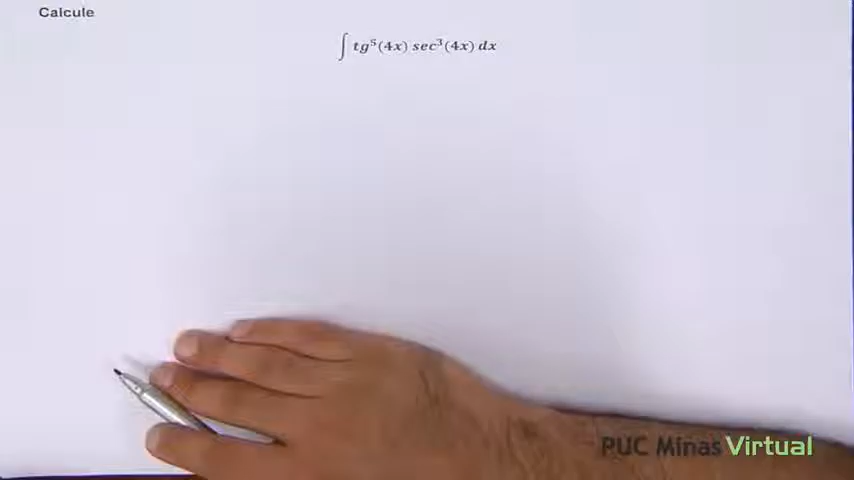 Calcule
∫ tg⁵(4x) sec³(4x) dx
PUC Minas Virtual